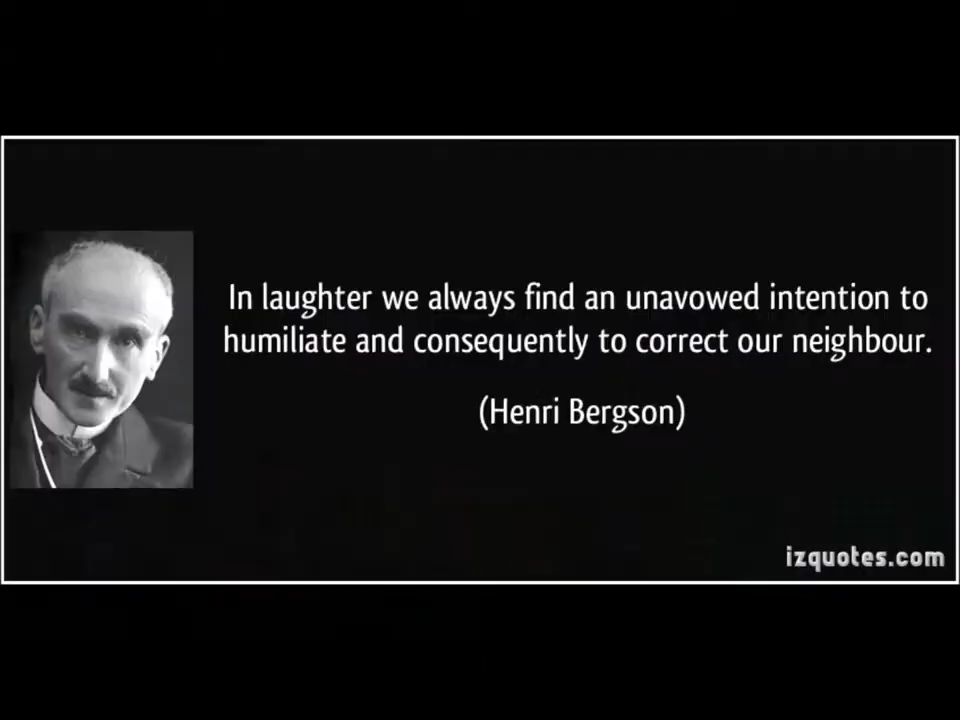 In laughter we always find an unavowed intention to
humiliate and consequently to correct our neighbour.
(Henri Bergson)
izquotes.com